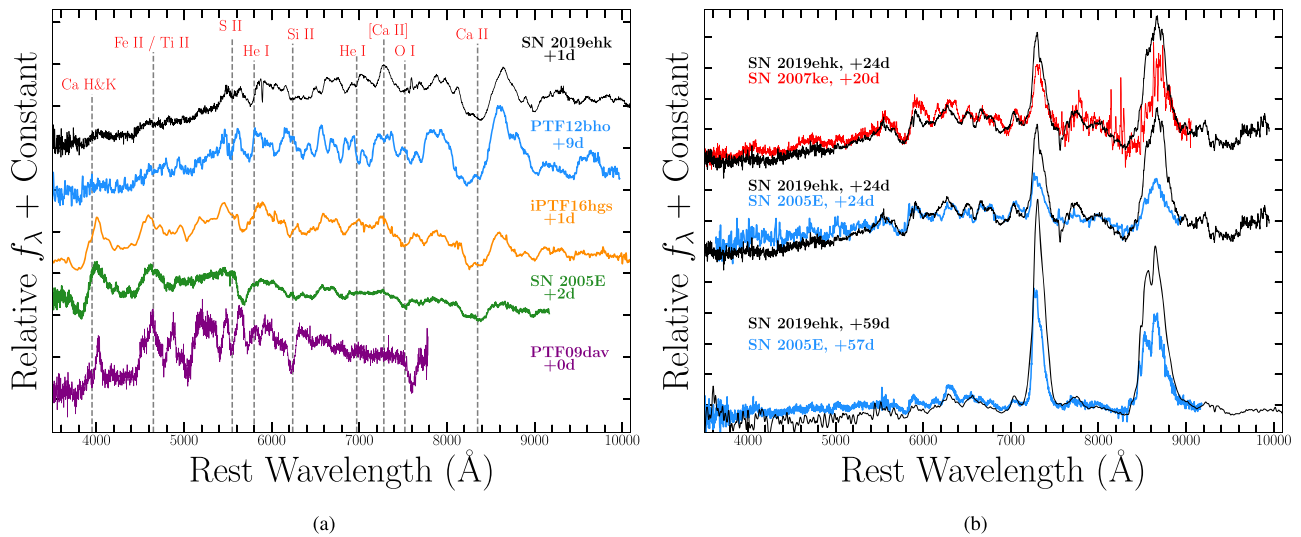 Relative fλ + Constant
Ca H&K
Fe II / Ti II
S II
He I
Si II
He I
[Ca II]
O I
Ca II
SN 2019ehk
+1d
PTF12bho
+9d
iPTF16hgs
+1d
SN 2005E
+2d
PTF09dav
+0d
4000 5000 6000 7000 8000 9000 10000
Rest Wavelength (Å)
(a)
Relative fλ + Constant
SN 2019ehk, +24d
SN 2007ke, +20d
SN 2019ehk, +24d
SN 2005E, +24d
SN 2019ehk, +59d
SN 2005E, +57d
4000 5000 6000 7000 8000 9000 10000
Rest Wavelength (Å)
(b)